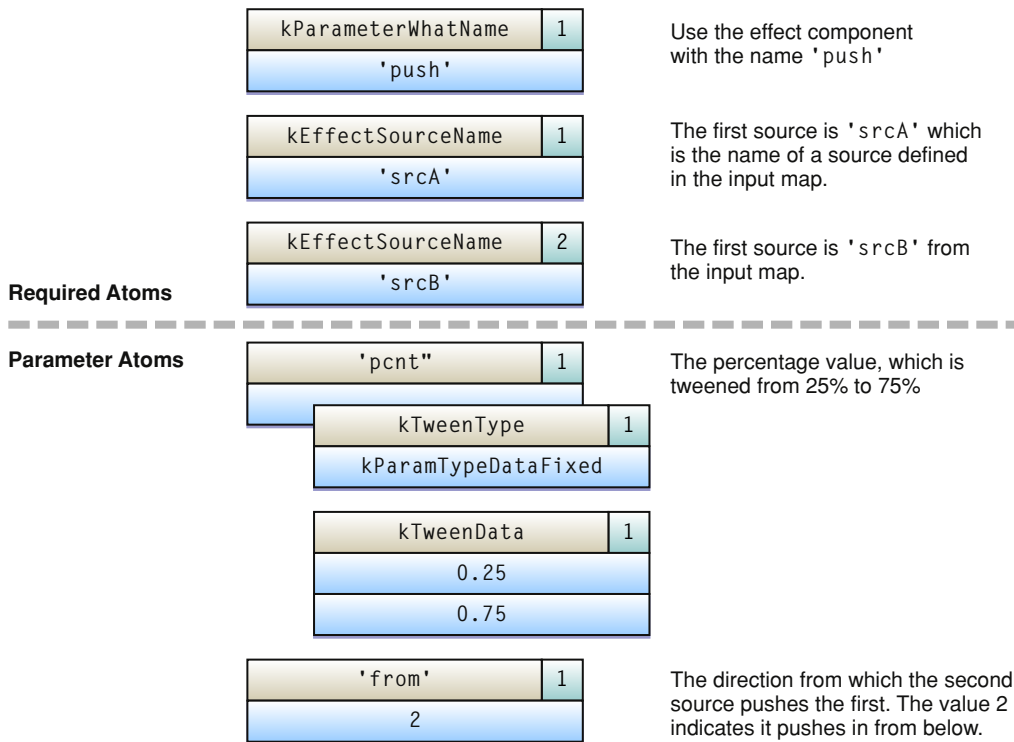 kParameterWhatName 1
'push'
Use the effect component
with the name 'push'
kEffectSourceName 1
'srcA'
The first source is 'srcA' which
is the name of a source defined
in the input map.
kEffectSourceName 2
'srcB'
The first source is 'srcB' from
the input map.
Required Atoms
Parameter Atoms
'pcnt" 1
The percentage value, which is
tweened from 25% to 75%
kTweenType 1
kParamTypeDataFixed
kTweenData 1
0.25
0.75
'from' 1
2
The direction from which the second
source pushes the first. The value 2
indicates it pushes in from below.